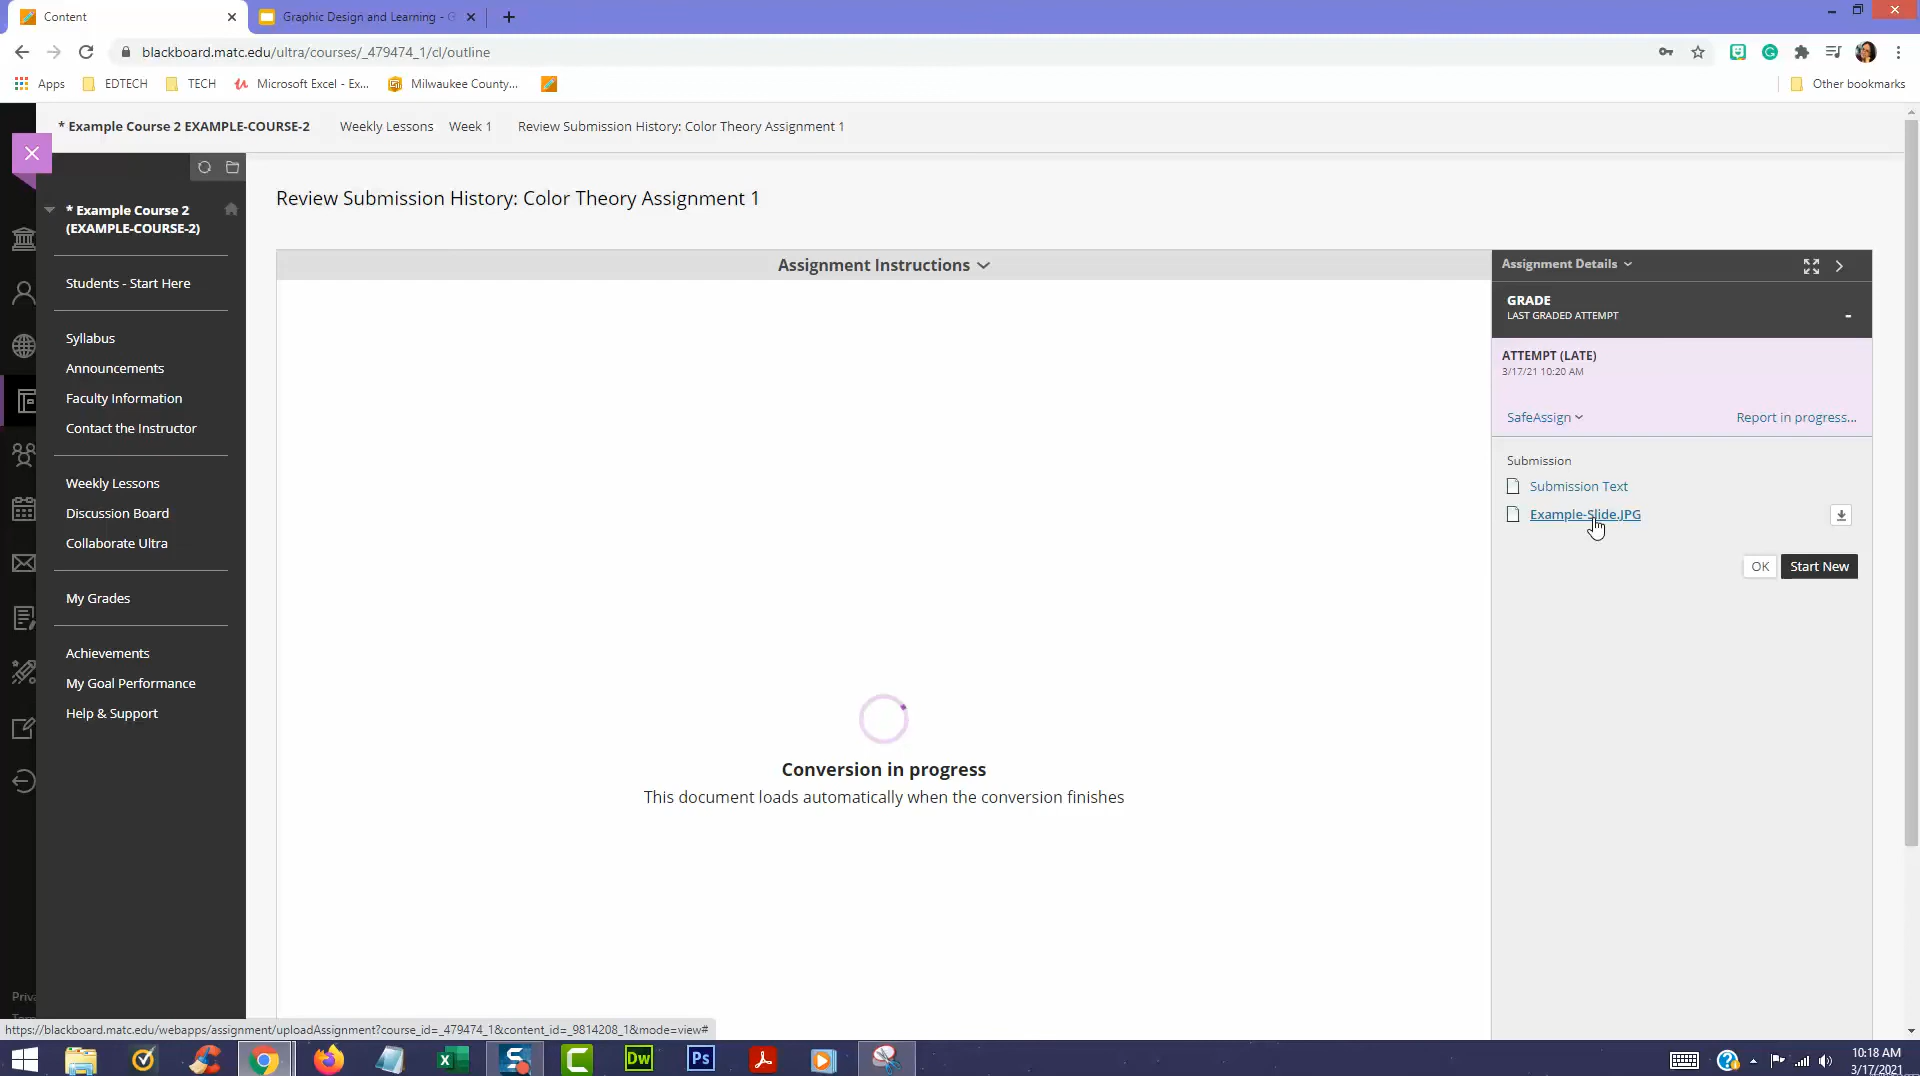 Content
Graphic Design and Learning - G
blackboard.matc.edu/ultra/courses/_479474_1/cl/outline
Apps
EDTECH
TECH
Microsoft Excel - Ex...
Milwaukee County...
Other bookmarks
* Example Course 2 EXAMPLE-COURSE-2
Weekly Lessons
Week 1
Review Submission History: Color Theory Assignment 1
* Example Course 2
(EXAMPLE-COURSE-2)
Students - Start Here
Syllabus
Announcements
Faculty Information
Contact the Instructor
Weekly Lessons
Discussion Board
Collaborate Ultra
My Grades
Achievements
My Goal Performance
Help & Support
Priva
Review Submission History: Color Theory Assignment 1
Assignment Instructions
Conversion in progress
This document loads automatically when the conversion finishes
Assignment Details
GRADE
LAST GRADED ATTEMPT
-
ATTEMPT (LATE)
3/17/21 10:20 AM
SafeAssign
Report in progress...
Submission
Submission Text
Example-Slide.JPG
OK
Start New
https://blackboard.matc.edu/webapps/assignment/uploadAssignment?course_id=_479474_1&content_id=_9814208_1&mode=view#
Dw
Ps
10:18 AM
3/17/2021